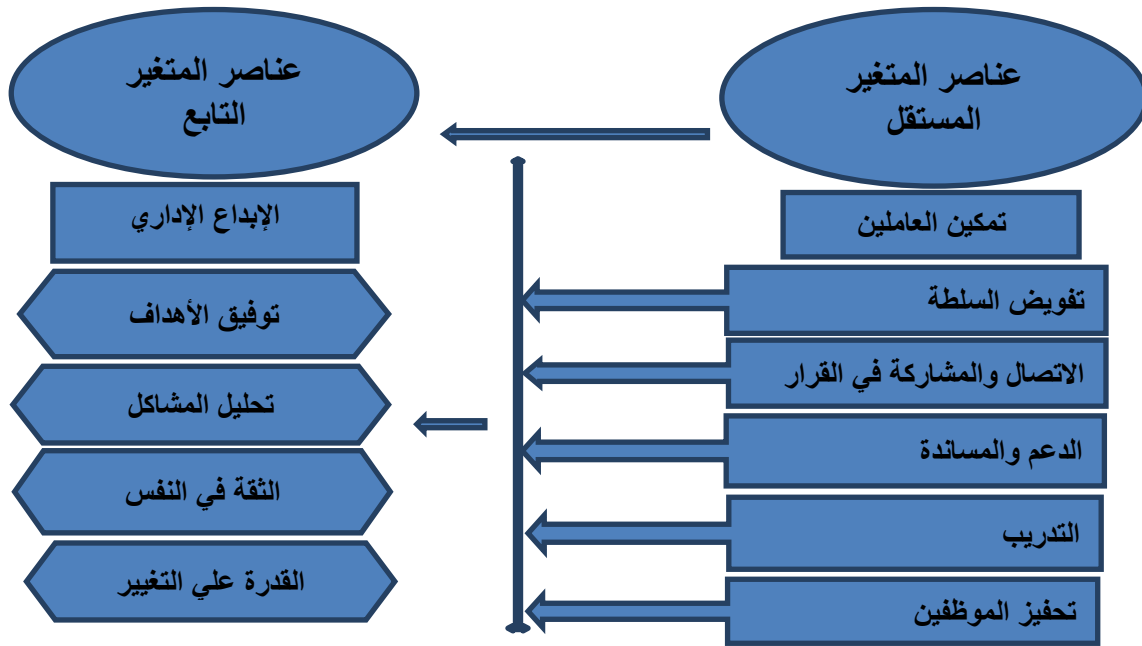 عناصر المتغير
المستقل
عناصر المتغير
التابع
تمكين العاملين
الإبداع الإداري
تفويض السلطة
توفيق الأهداف
الاتصال والمشاركة في القرار
تحليل المشاكل
الدعم والمساندة
الثقة في النفس
التدريب
القدرة علي التغيير
تحفيز الموظفين